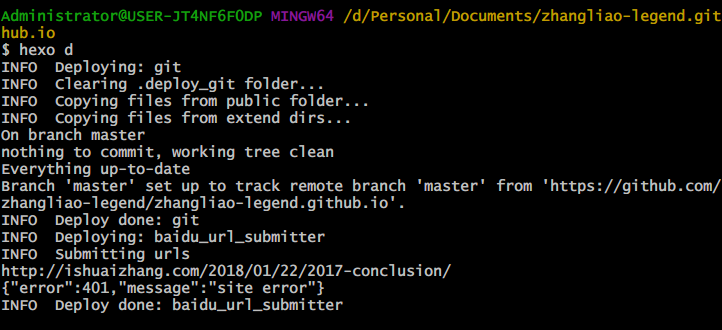 Administrator@USER-JT4NF6F0DP MINGW64 /d/Personal/Documents/zhangliao-legend.git
hub.io
$ hexo d
INFO  Deploying: git
INFO  Clearing .deploy_git folder...
INFO  Copying files from public folder...
INFO  Copying files from extend dirs...
On branch master
nothing to commit, working tree clean
Everything up-to-date
Branch 'master' set up to track remote branch 'master' from 'https://github.com/
zhangliao-legend/zhangliao-legend.github.io'.
INFO  Deploy done: git
INFO  Deploying: baidu_url_submitter
INFO  Submitting urls
http://ishuaizhang.com/2018/01/22/2017-conclusion/
{"error":401,"message":"site error"}
INFO  Deploy done: baidu_url_submitter